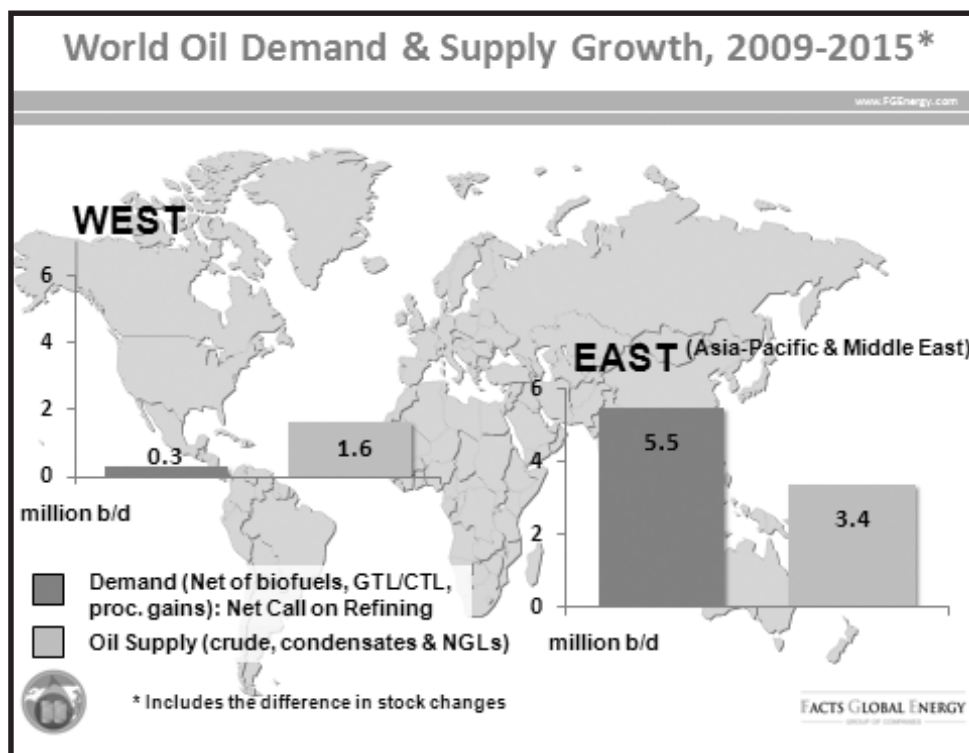 World Oil Demand & Supply Growth, 2009-2015*
www.FGEnergy.com
WEST
6
4
2
0
0.3
1.6
million b/d
EAST (Asia-Pacific & Middle East)
6
4
2
0
5.5
3.4
million b/d
Demand (Net of biofuels, GTL/CTL,
proc. gains): Net Call on Refining
Oil Supply (crude, condensates & NGLs)
* Includes the difference in stock changes
FACTS GLOBAL ENERGY
GROUP OF COMPANIES